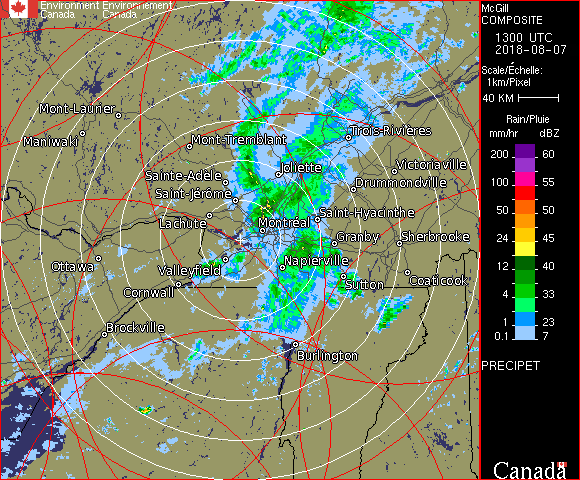 Environment Environnement
Canada Canada
McGill
COMPOSITE
1300 UTC
2018-08-07
Scale/Échelle:
1km/Pixel
40 KM
Rain/Pluie
mm/hr dBZ
200 60
100 55
50 50
24 45
12 40
4 33
1 23
0.1 7
PRECIPET
Canada
Mont-Laurier
Maniwaki
Mont-Tremblant
Trois-Rivières
Joliette
Victoriaville
Sainte-Adèle
Drummondville
Saint-Jérôme
Saint-Hyacinthe
Lachute
Montréal
Granby
Sherbrooke
Ottawa
Valleyfield
Napierville
Coaticook
Sutton
Cornwall
Brockville
Burlington